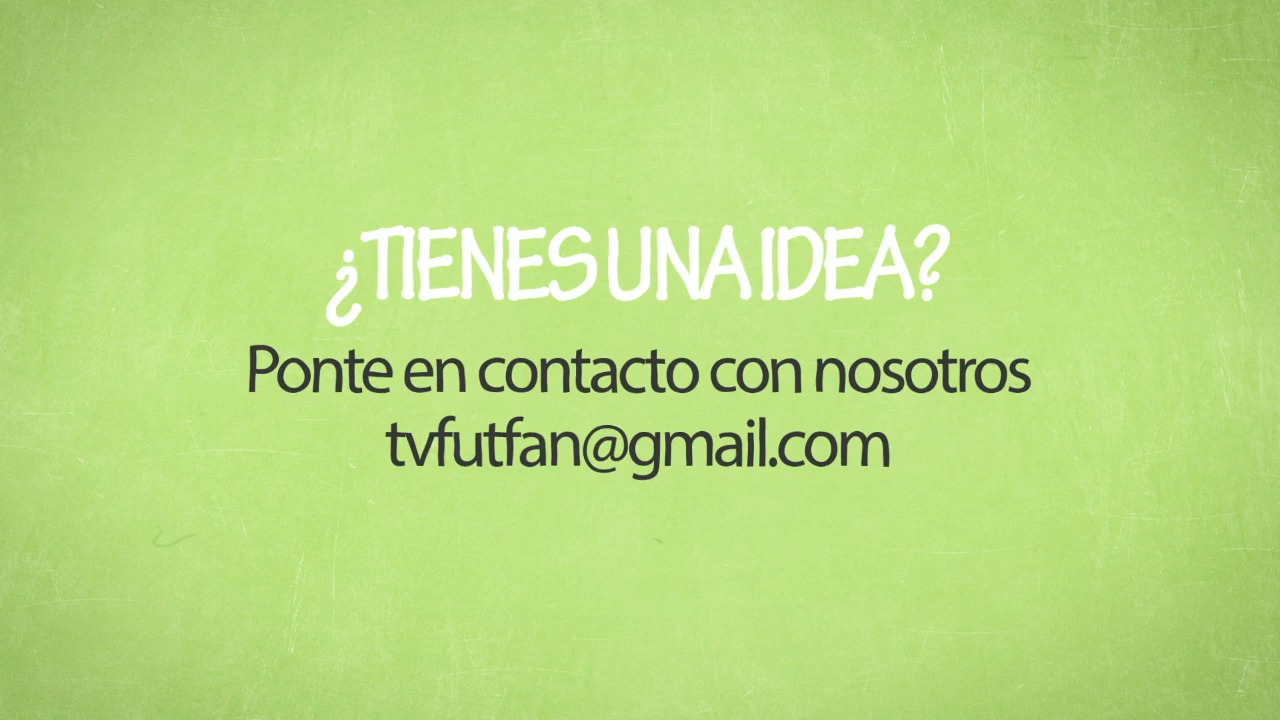 ¿TIENES UNA IDEA?
Ponte en contacto con nosotros
tvfutfan@gmail.com